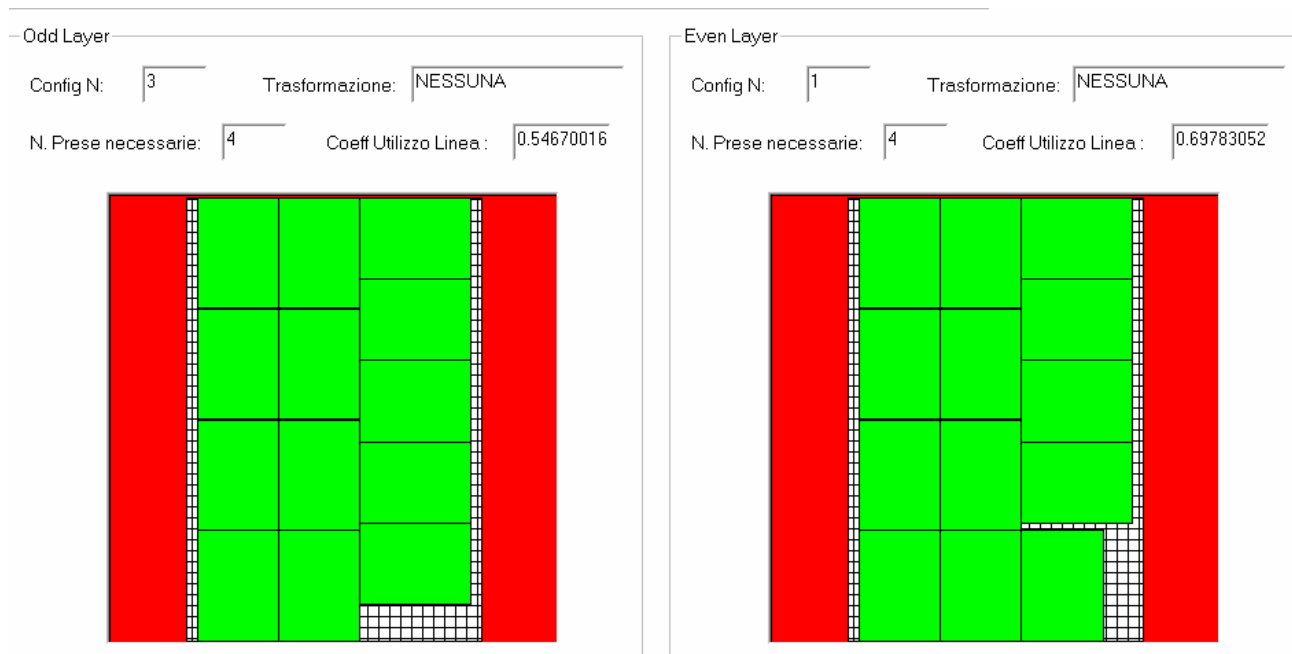 Odd Layer
Config N: 3 Trasformazione: NESSUNA
N. Prese necessarie: 4 Coeff Utilizzo Linea : 0.54670016
Even Layer
Config N: 1 Trasformazione: NESSUNA
N. Prese necessarie: 4 Coeff Utilizzo Linea : 0.69783052